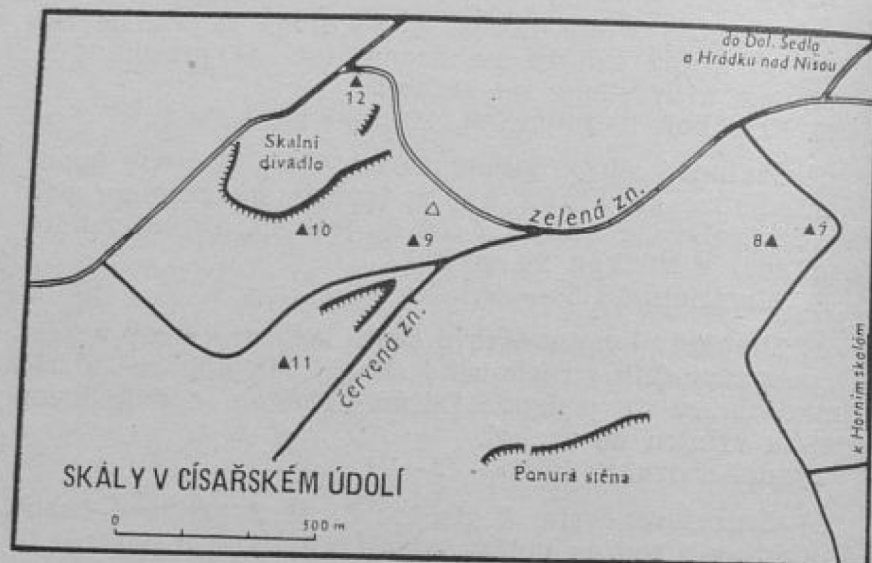 do Dol. Sedla
a Hrádku nad Nisou
12
Skalní
divadlo
zelená zn.
10
9
8
7
červená zn.
11
k Horním skalám
SKÁLY V CÍSAŘSKÉM ÚDOLÍ
Ponurá stěna
0
500 m